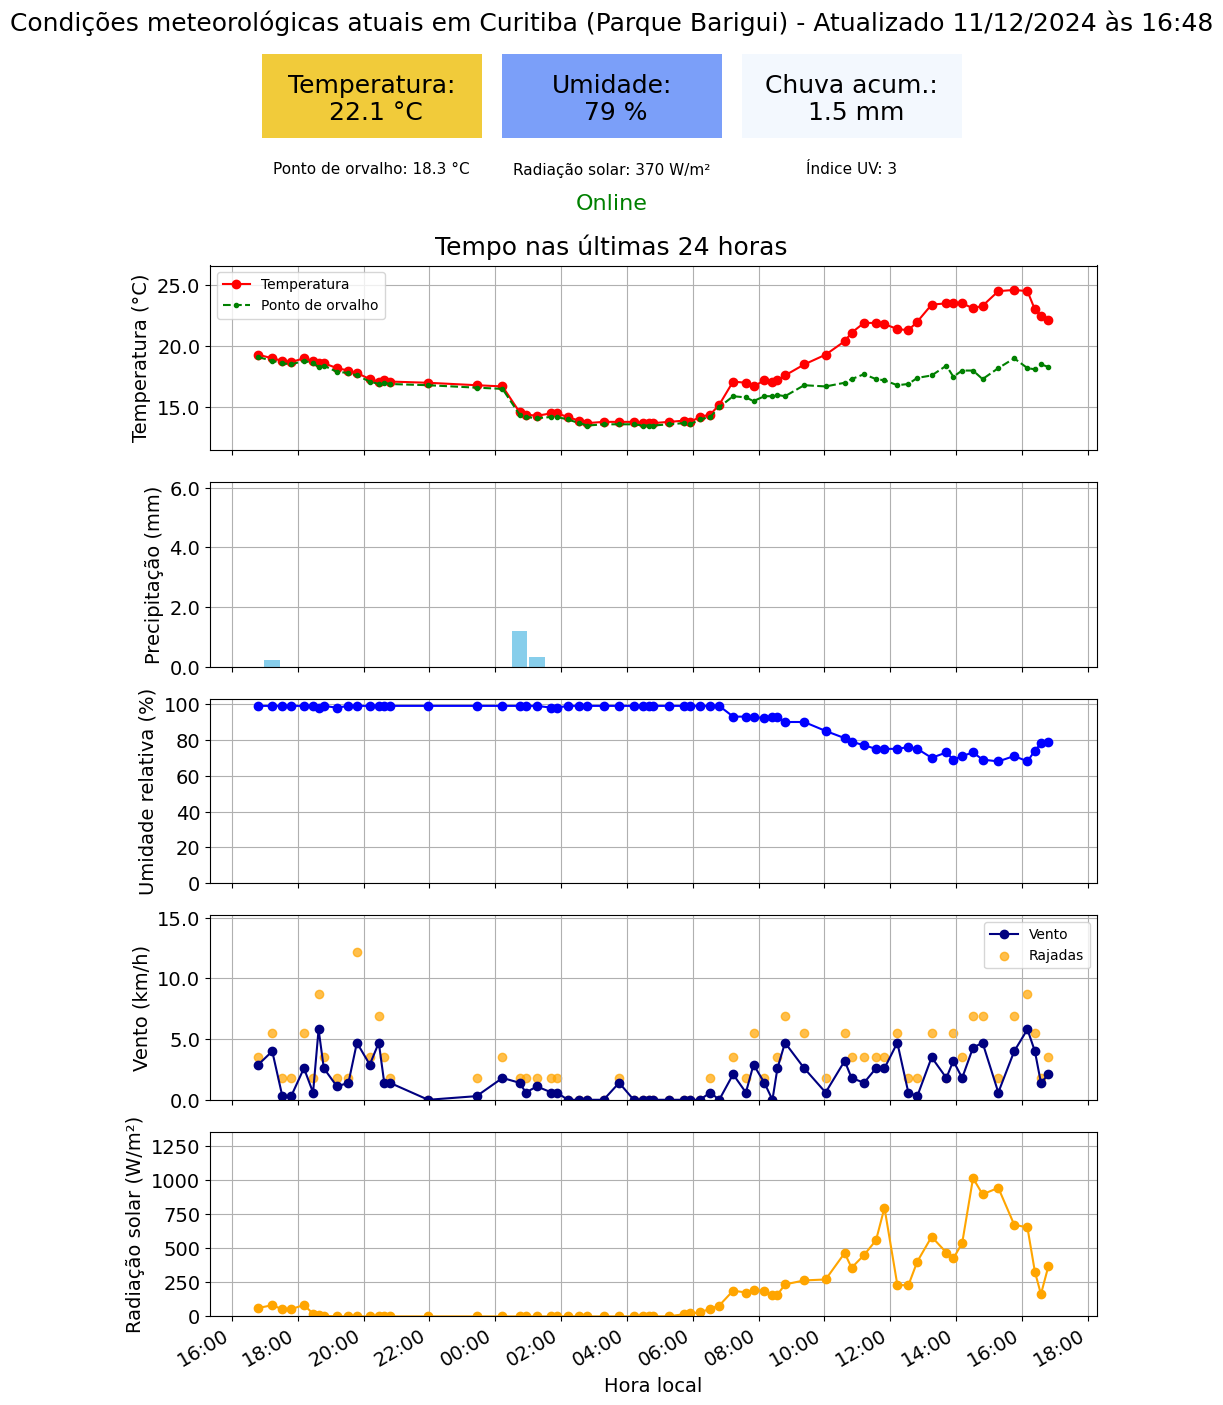 Condições meteorológicas atuais em Curitiba (Parque Barigui) - Atualizado 11/12/2024 às 16:48
Temperatura:
22.1 °C
Umidade:
79 %
Chuva acum.:
1.5 mm
Ponto de orvalho: 18.3 °C
Radiação solar: 370 W/m²
Índice UV: 3
Online
Tempo nas últimas 24 horas
Temperatura (°C)
25.0
20.0
15.0
Temperatura
Ponto de orvalho
Precipitação (mm)
6.0
4.0
2.0
0.0
Umidade relativa (%)
100
80
60
40
20
0
Vento (km/h)
15.0
10.0
5.0
0.0
Vento
Rajadas
Radiação solar (W/m²)
1250
1000
750
500
250
0
16:00
18:00
20:00
22:00
00:00
02:00
04:00
06:00
08:00
10:00
12:00
14:00
16:00
18:00
Hora local